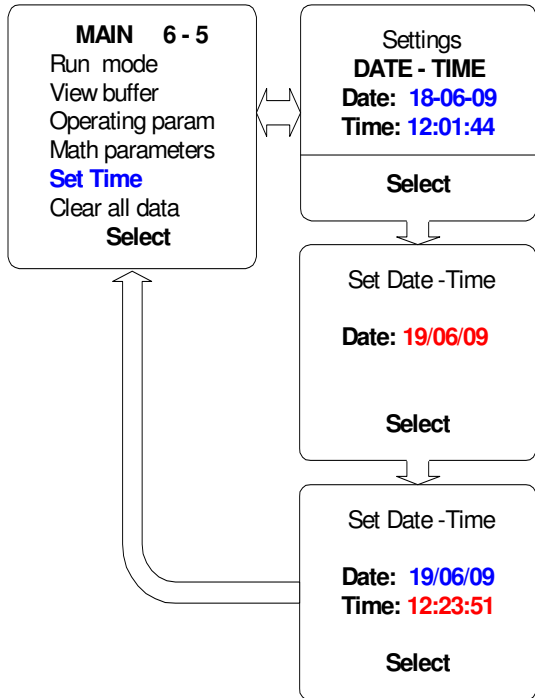 MAIN 6 - 5
Run mode
View buffer
Operating param
Math parameters
Set Time
Clear all data
Select
Settings
DATE - TIME
Date: 18-06-09
Time: 12:01:44
Select
Set Date -Time
Date: 19/06/09
Select
Set Date -Time
Date: 19/06/09
Time: 12:23:51
Select